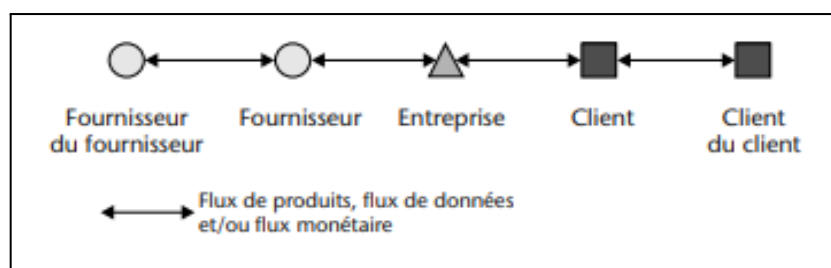 Fournisseur
du fournisseur
Fournisseur
Entreprise
Client
Client
du client
Flux de produits, flux de données
et/ou flux monétaire